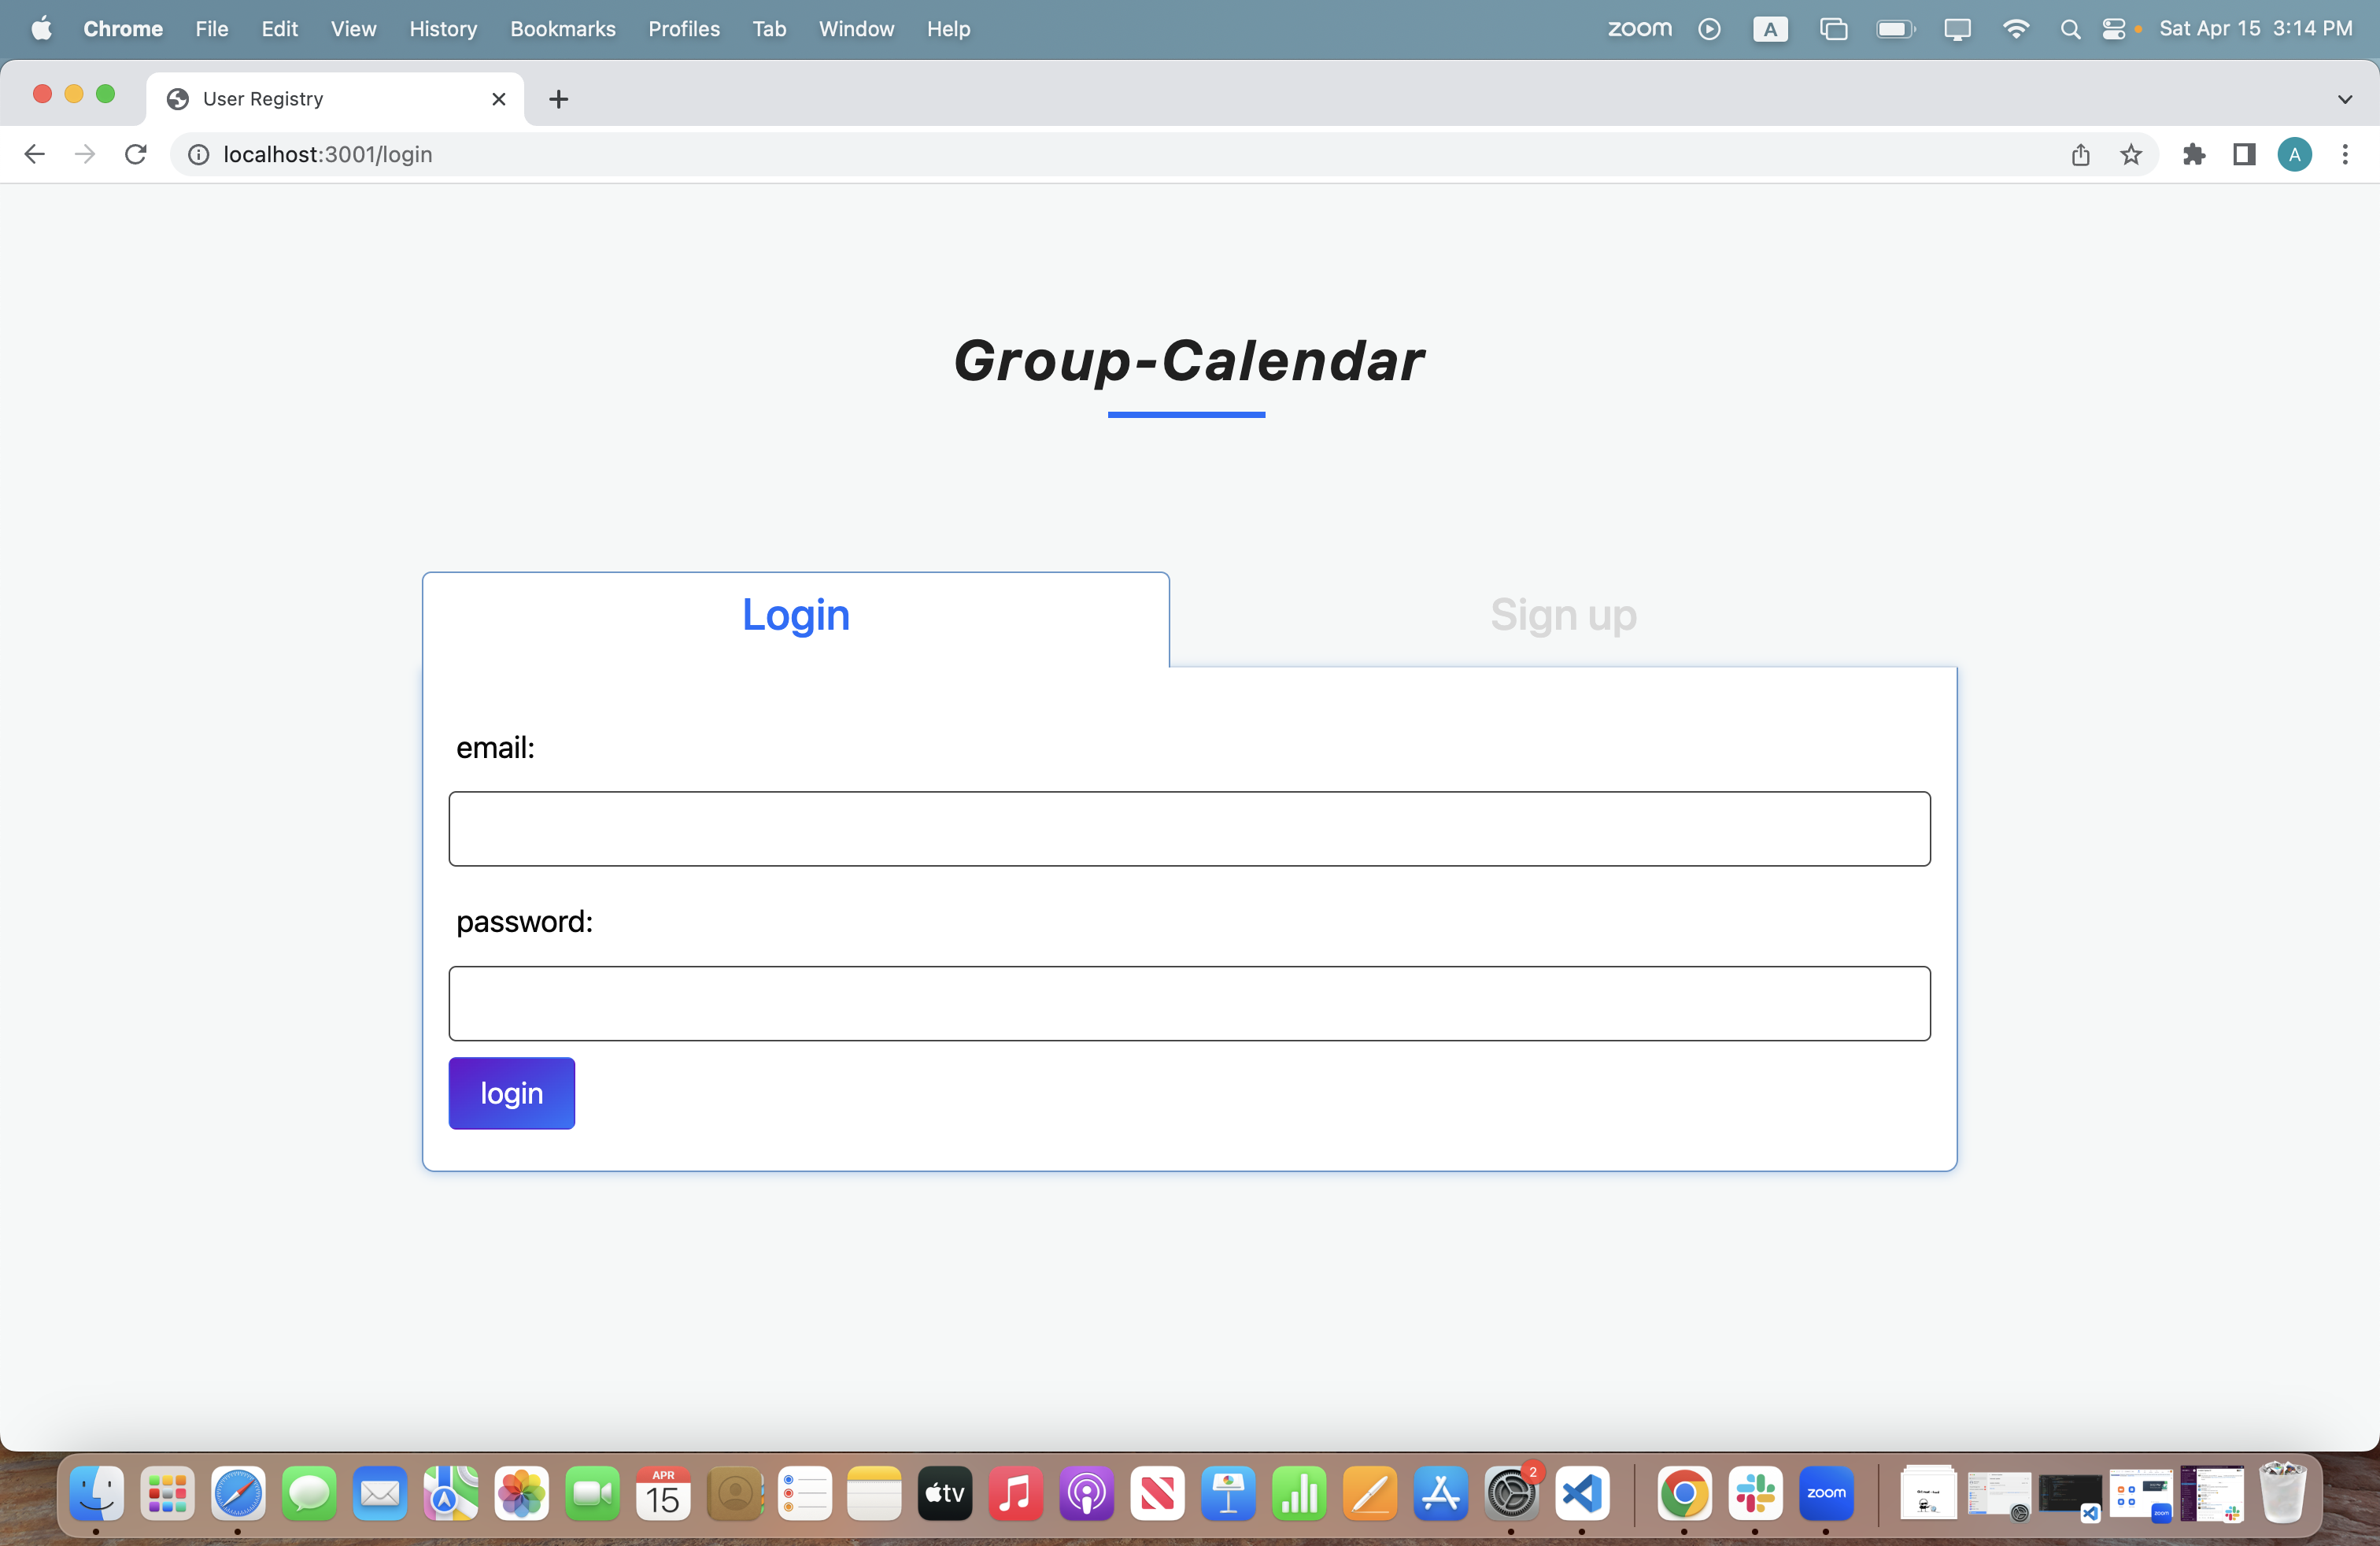 Chrome File Edit View History Bookmarks Profiles Tab Window Help zoom A Sat Apr 15 3:14 PM
User Registry
localhost:3001/login A
Group-Calendar
Login Sign up
email:
password:
login
APR
15
tv
2
zoom
zoom